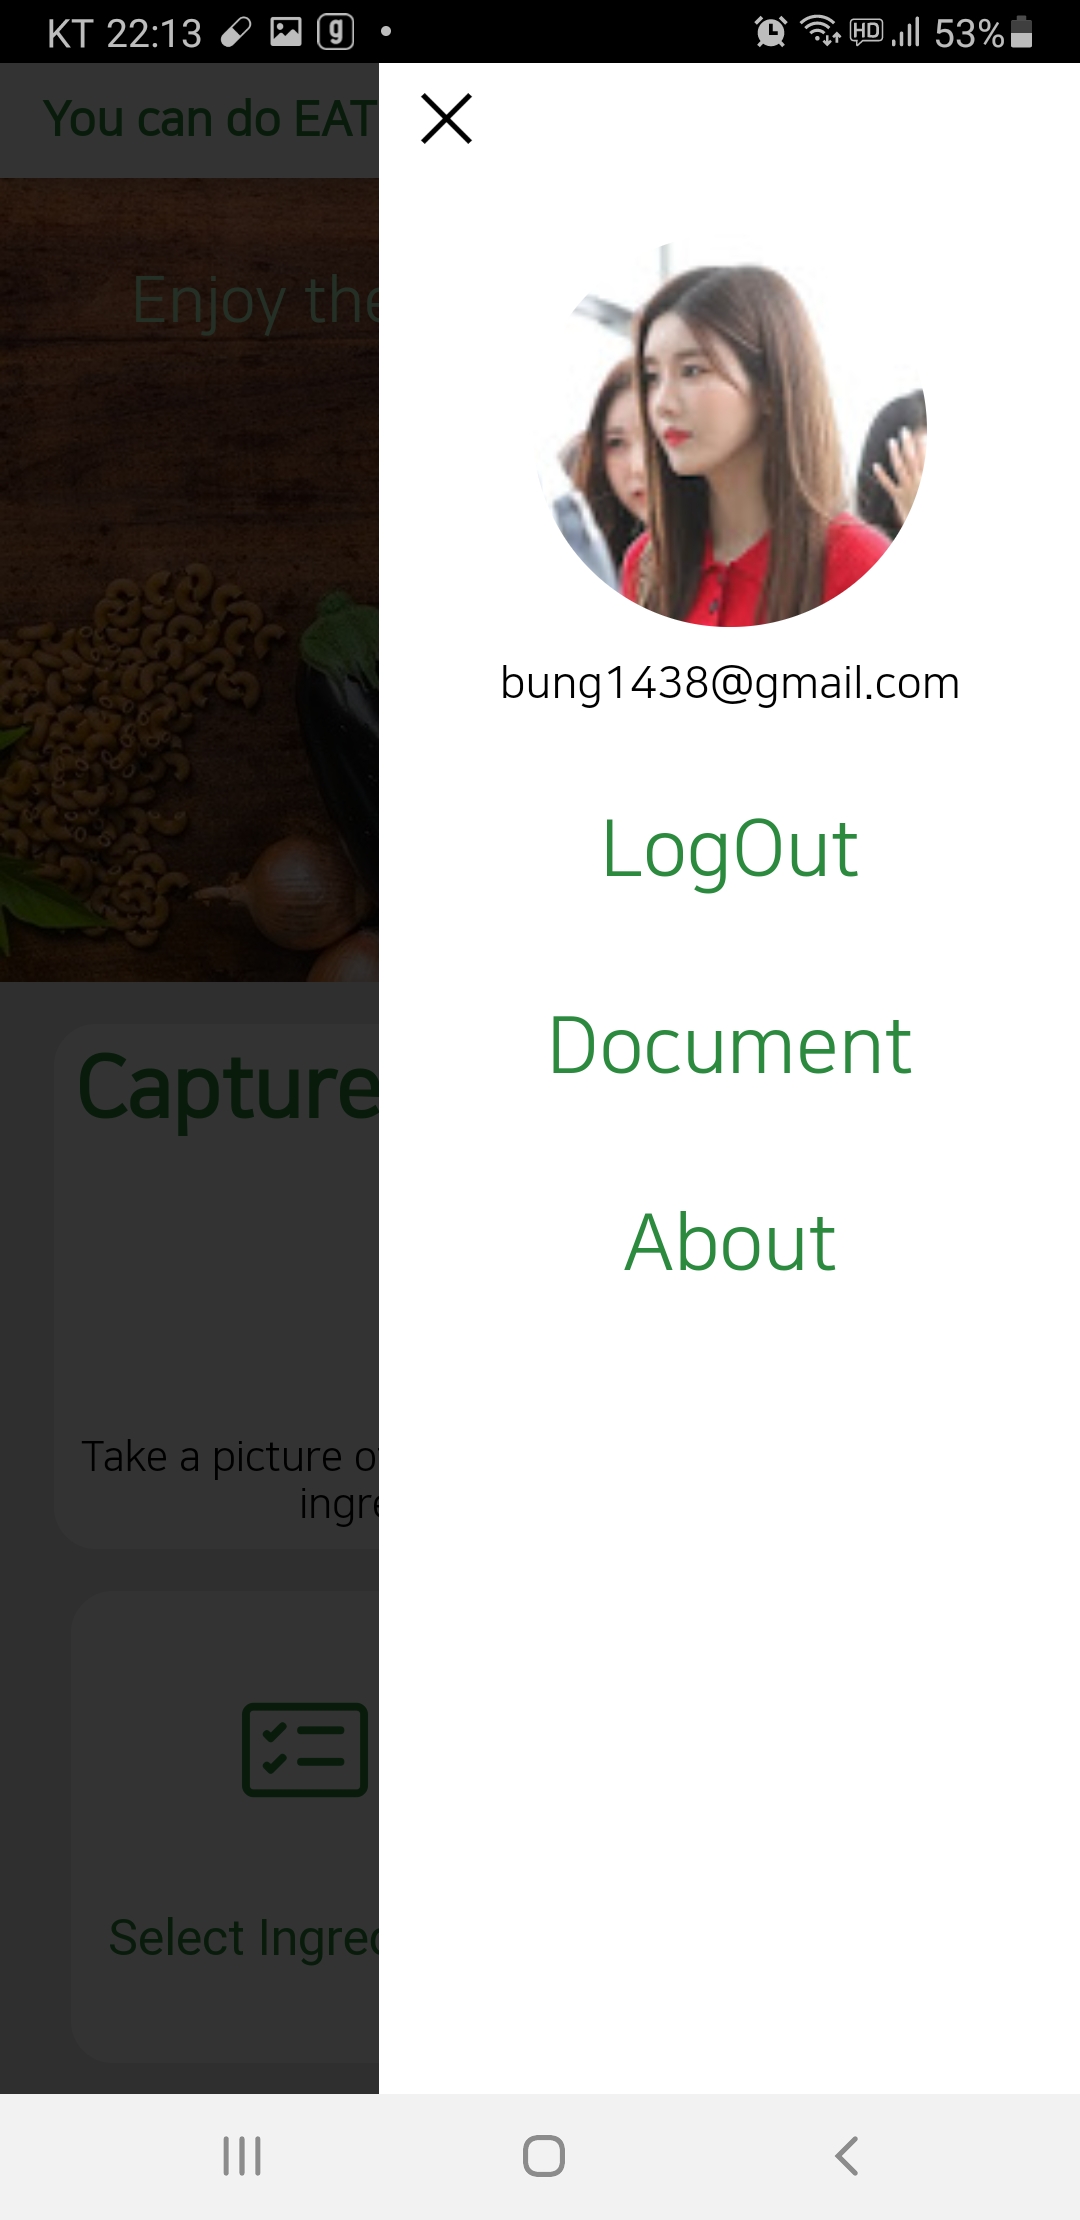 KT 22:13 g HD 53%
You can do EAT
Enjoy the
bung1438@gmail.com
LogOut
Document
About
Capture
Take a picture o
ingre
Select Ingred